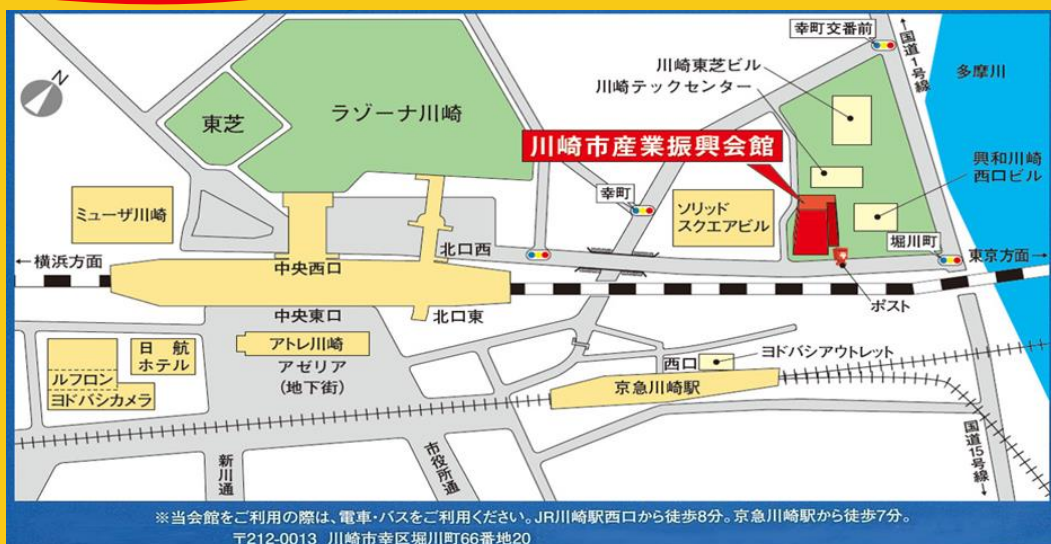 幸町交番前
国道1号線
多摩川
川崎東芝ビル
川崎テックセンター
N
東芝
ラゾーナ川崎
川崎市産業振興会館
興和川崎
西口ビル
幸町
ソリッド
スクエアビル
ミューザ川崎
堀川町
北口西
←横浜方面
中央西口
東京方面→
ポスト
中央東口
北口東
アトレ川崎
アゼリア
(地下街)
日航
ホテル
ルフロン
ヨドバシカメラ
西口
ヨドバシアウトレット
京急川崎駅
新川通
市役所通
国道15号線
※当会館をご利用の際は、電車・バスをご利用ください。JR川崎駅西口から徒歩8分。京急川崎駅から徒歩7分。
〒212-0013 川崎市幸区堀川町66番地20